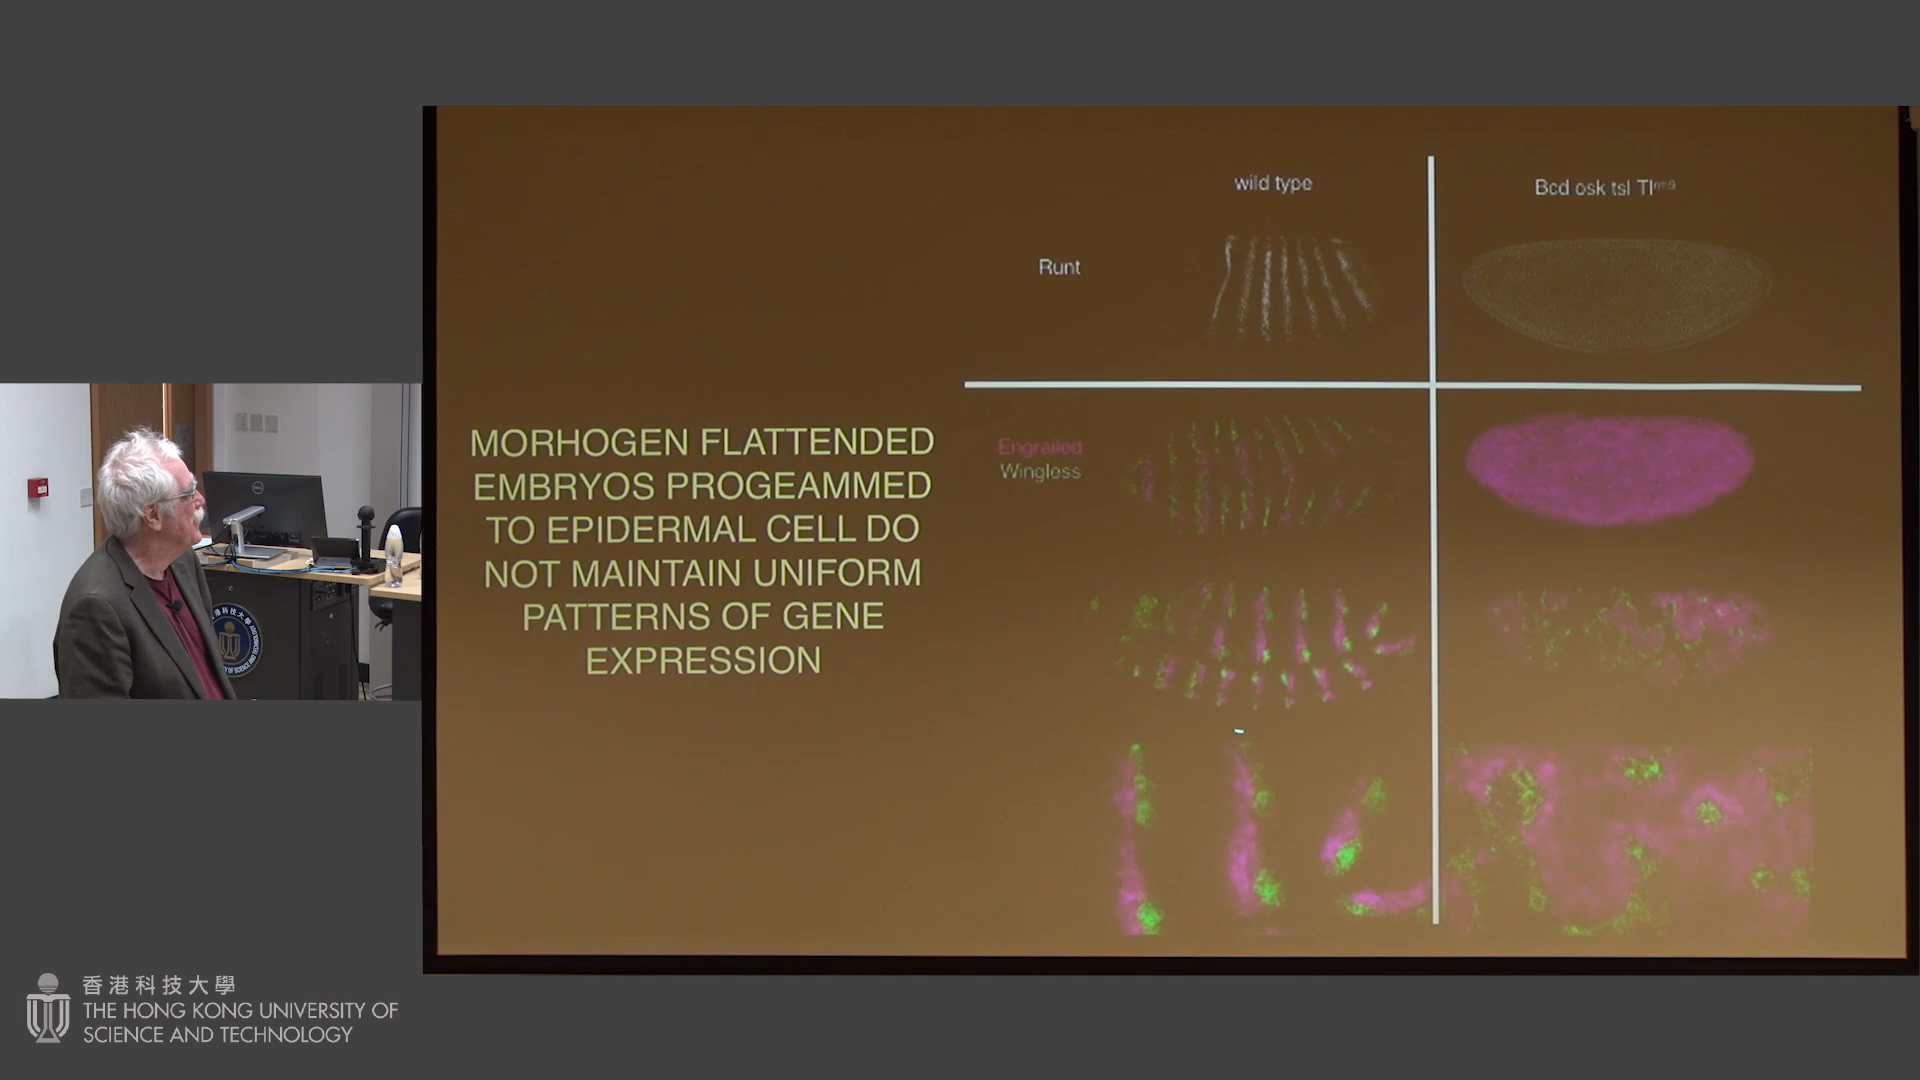 wild type
Bcd osk tsl Tl
Runt
Engrailed
Wingless
MORHOGEN FLATTENDED
EMBRYOS PROGEAMMED
TO EPIDERMAL CELL DO
NOT MAINTAIN UNIFORM
PATTERNS OF GENE
EXPRESSION
香港科技大學
THE HONG KONG UNIVERSITY OF
SCIENCE AND TECHNOLOGY